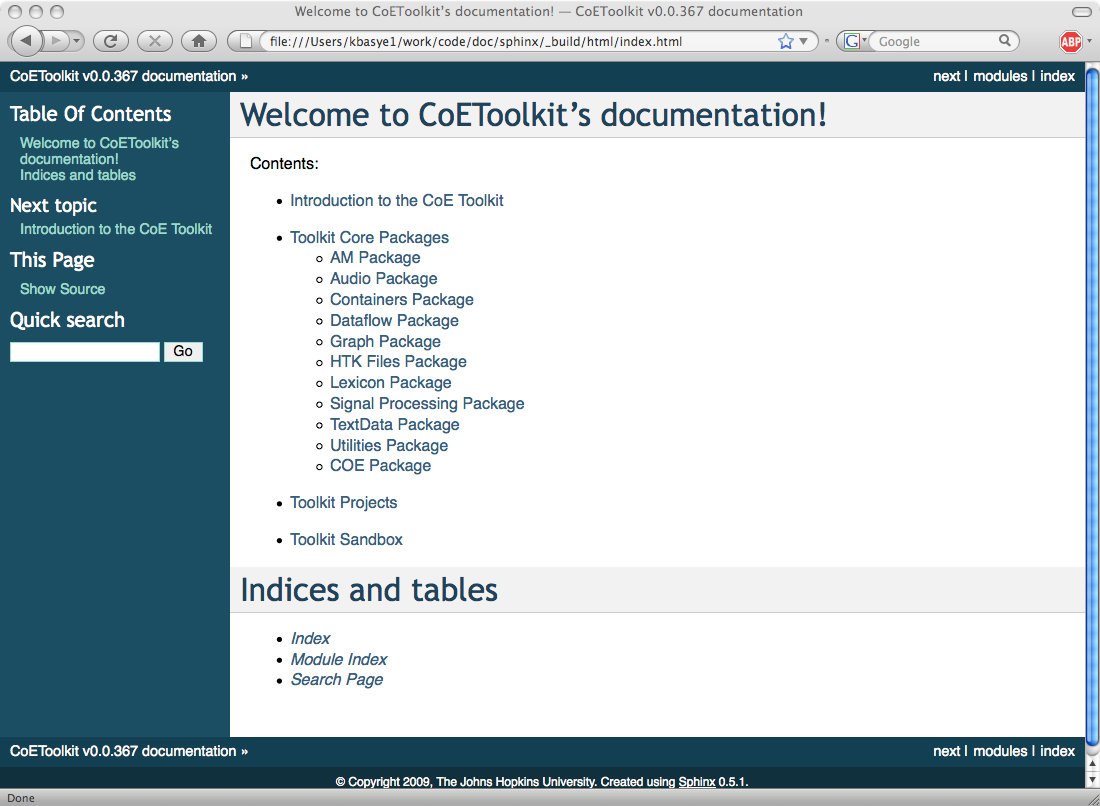 Welcome to CoEToolkit's documentation! — CoEToolkit v0.0.367 documentation
file:///Users/kbasye1/work/code/doc/sphinx/_build/html/index.html
G
Google
ABP
CoEToolkit v0.0.367 documentation »
next | modules | index
Table Of Contents
Welcome to CoEToolkit's
documentation!
Indices and tables
Next topic
Introduction to the CoE Toolkit
This Page
Show Source
Quick search
Go
Welcome to CoEToolkit's documentation!
Contents:
Introduction to the CoE Toolkit
Toolkit Core Packages
AM Package
Audio Package
Containers Package
Dataflow Package
Graph Package
HTK Files Package
Lexicon Package
Signal Processing Package
TextData Package
Utilities Package
COE Package
Toolkit Projects
Toolkit Sandbox
Indices and tables
Index
Module Index
Search Page
CoEToolkit v0.0.367 documentation »
next | modules | index
© Copyright 2009, The Johns Hopkins University. Created using Sphinx 0.5.1.
Done